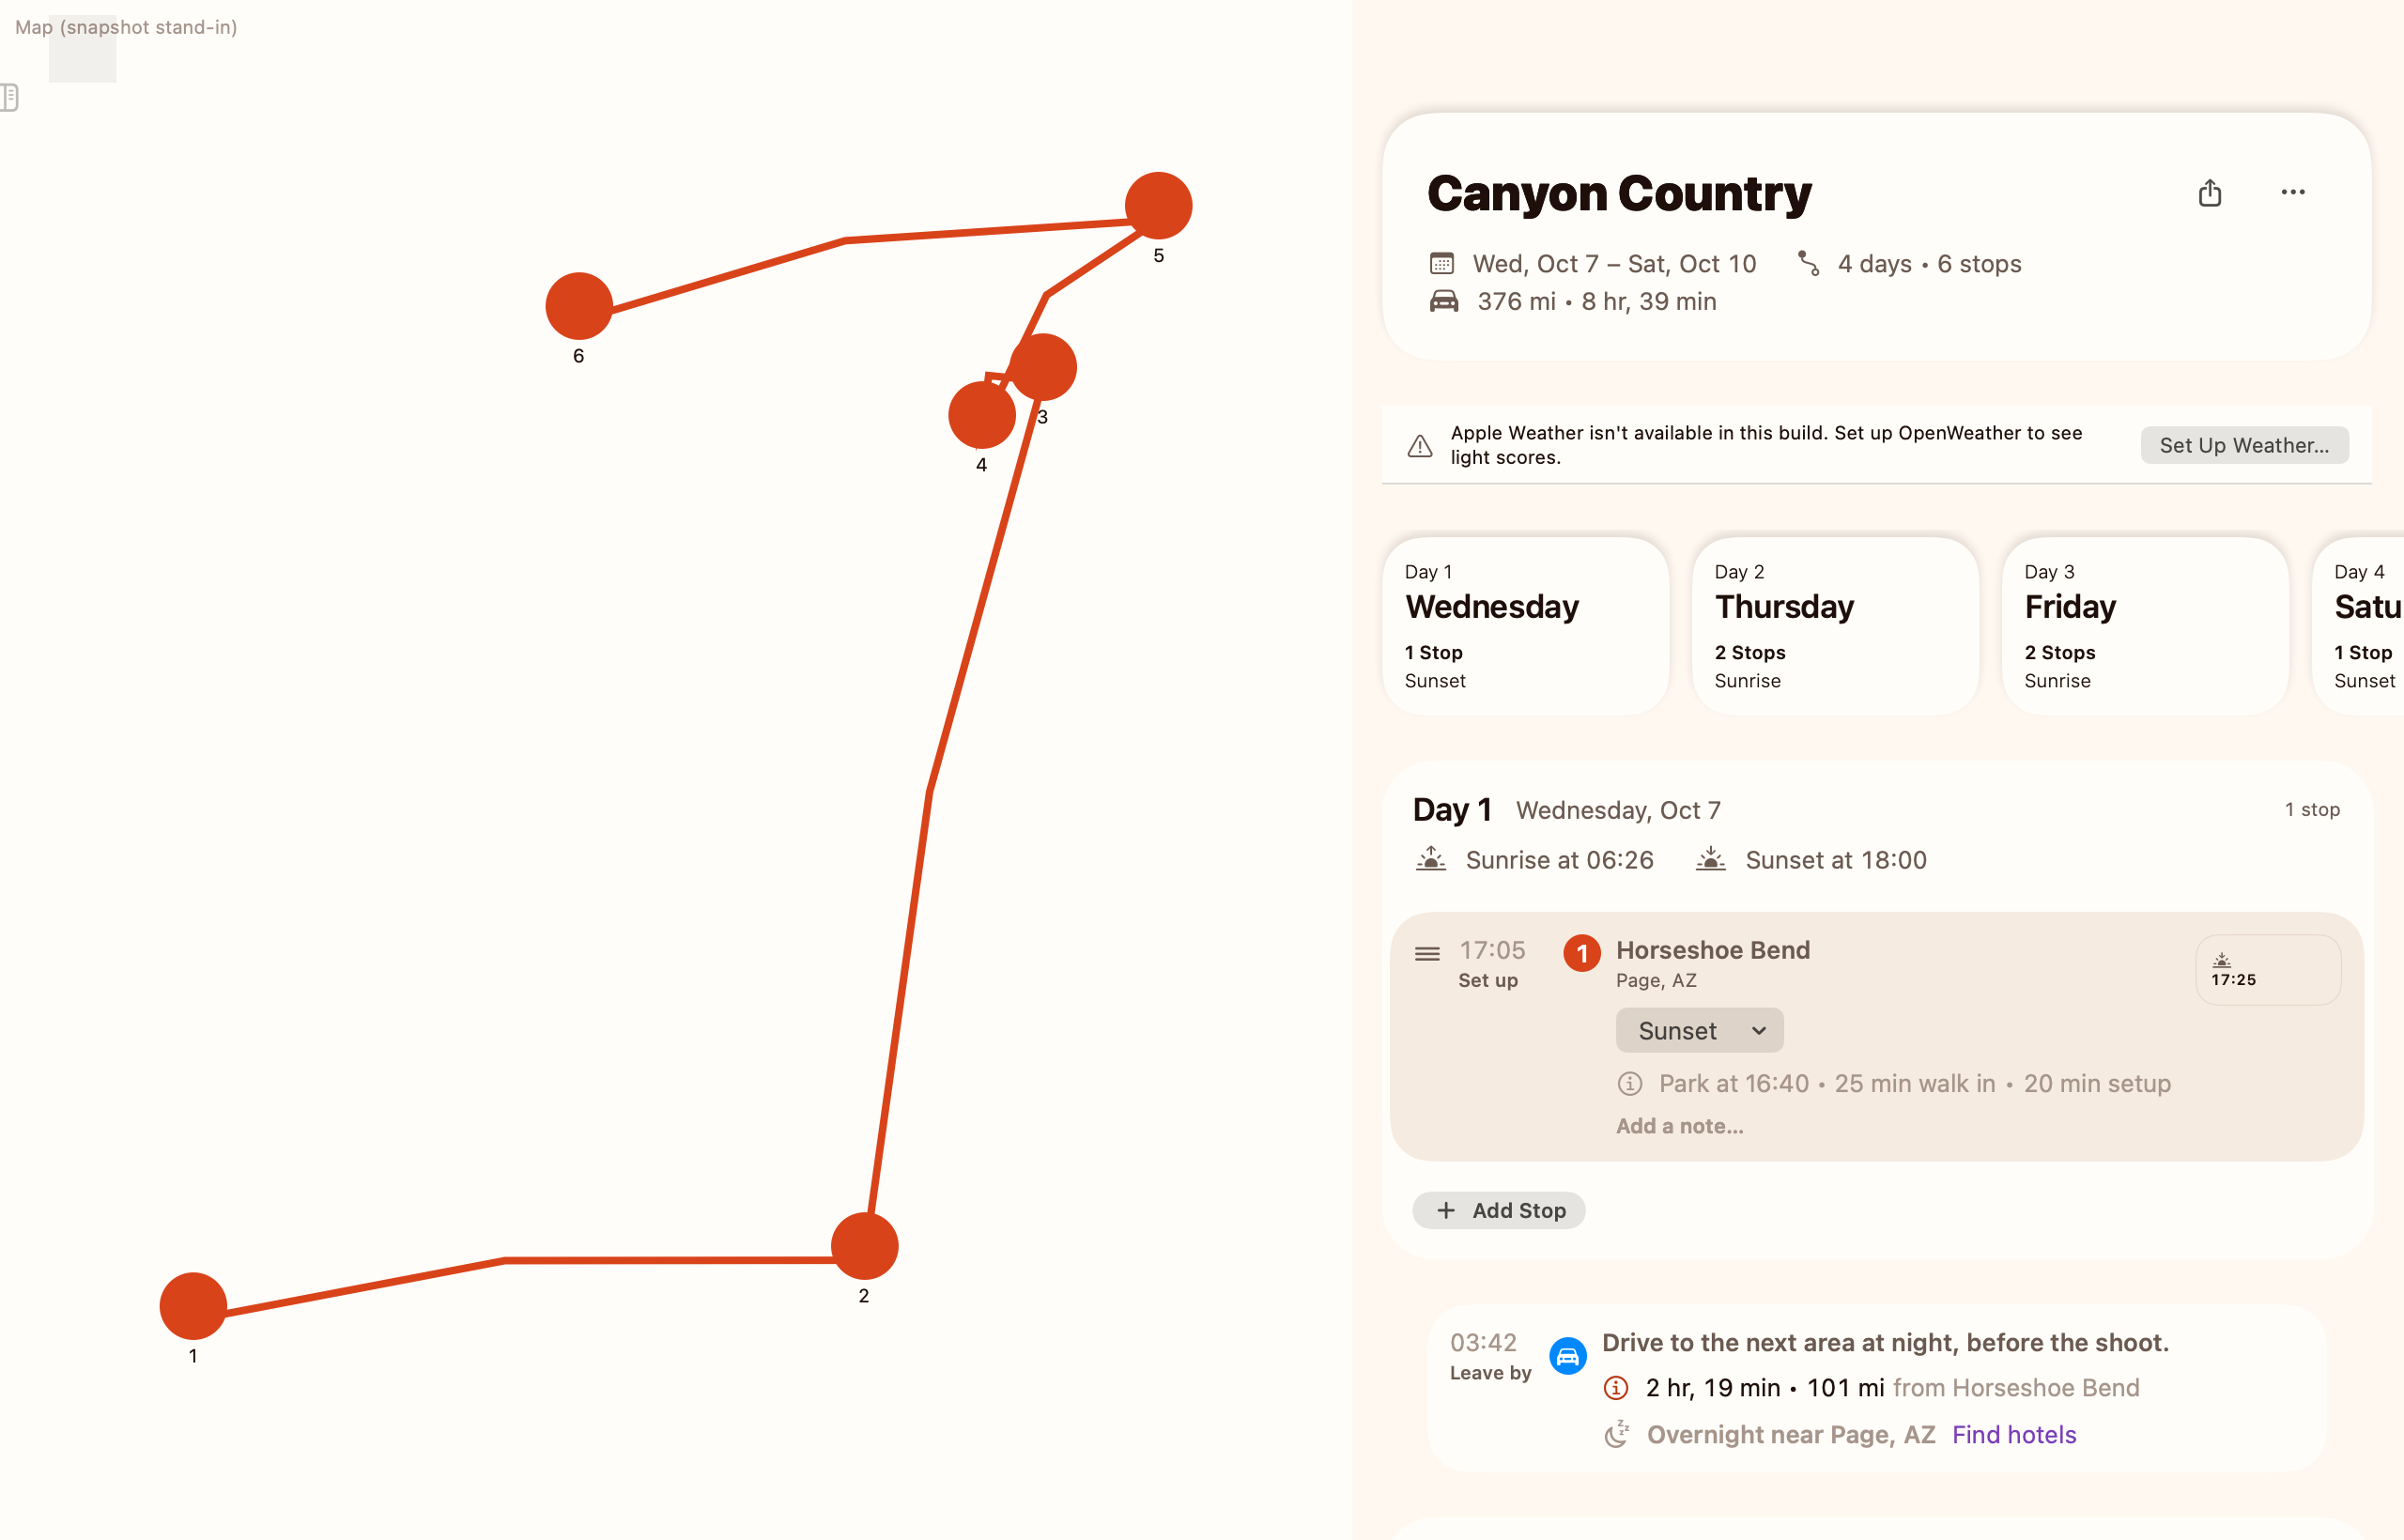 Map (snapshot stand-in)
5
6
3
4
2
1
Canyon Country
Wed, Oct 7 – Sat, Oct 10
4 days • 6 stops
376 mi • 8 hr, 39 min
Apple Weather isn't available in this build. Set up OpenWeather to see
light scores.
Set Up Weather...
Day 1
Wednesday
1 Stop
Sunset
Day 2
Thursday
2 Stops
Sunrise
Day 3
Friday
2 Stops
Sunrise
Day 4
Satu
1 Stop
Sunset
Day 1 Wednesday, Oct 7
1 stop
Sunrise at 06:26
Sunset at 18:00
17:05
Set up
1
Horseshoe Bend
Page, AZ
17:25
Sunset
Park at 16:40 • 25 min walk in • 20 min setup
Add a note...
+ Add Stop
03:42
Leave by
Drive to the next area at night, before the shoot.
2 hr, 19 min • 101 mi from Horseshoe Bend
Overnight near Page, AZ Find hotels